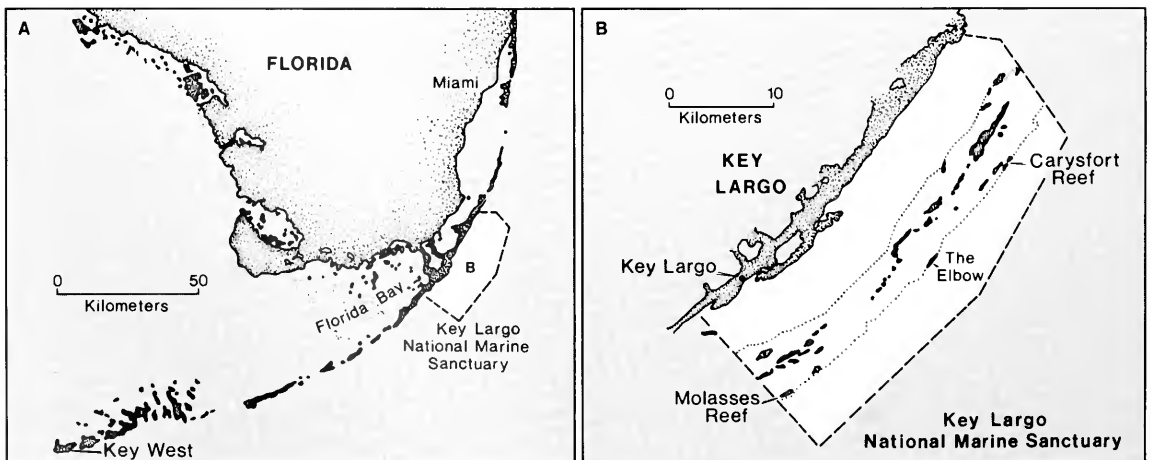 A
FLORIDA
Miami
0 50
Kilometers
B
Florida Bay
Key Largo
National Marine
Sanctuary
Key West
B
0 10
Kilometers
KEY
LARGO
Carysfort
Reef
Key Largo
The
Elbow
Molasses
Reef
Key Largo
National Marine Sanctuary